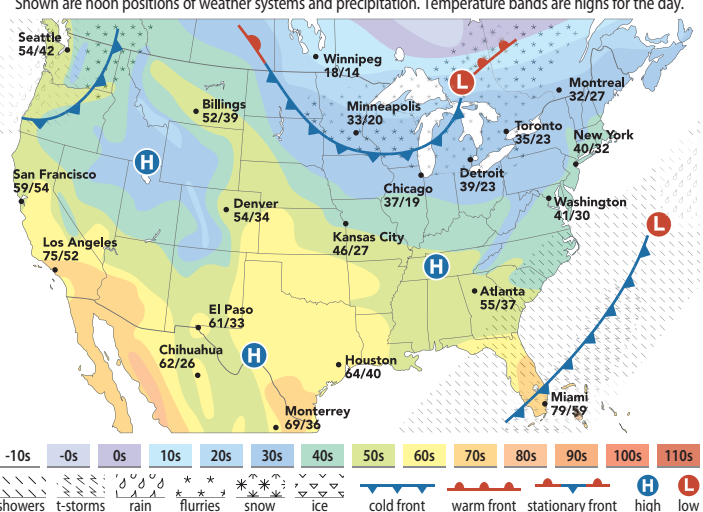 Shown are noon positions of weather systems and precipitation. Temperature bands are highs for the day.
Seattle
54/42
Winnipeg
18/14
L
Montreal
32/27
Billings
52/39
Minneapolis
33/20
Toronto
35/23
New York
40/32
H
San Francisco
59/54
Chicago
37/19
Detroit
39/23
Denver
54/34
Washington
41/30
L
Los Angeles
75/52
Kansas City
46/27
H
Atlanta
55/37
El Paso
61/33
Chihuahua
62/26
H
Houston
64/40
Miami
79/59
Monterrey
69/36
-10s -0s 0s 10s 20s 30s 40s 50s 60s 70s 80s 90s 100s 110s
H L
showers t-storms rain flurries snow ice cold front warm front stationary front high low